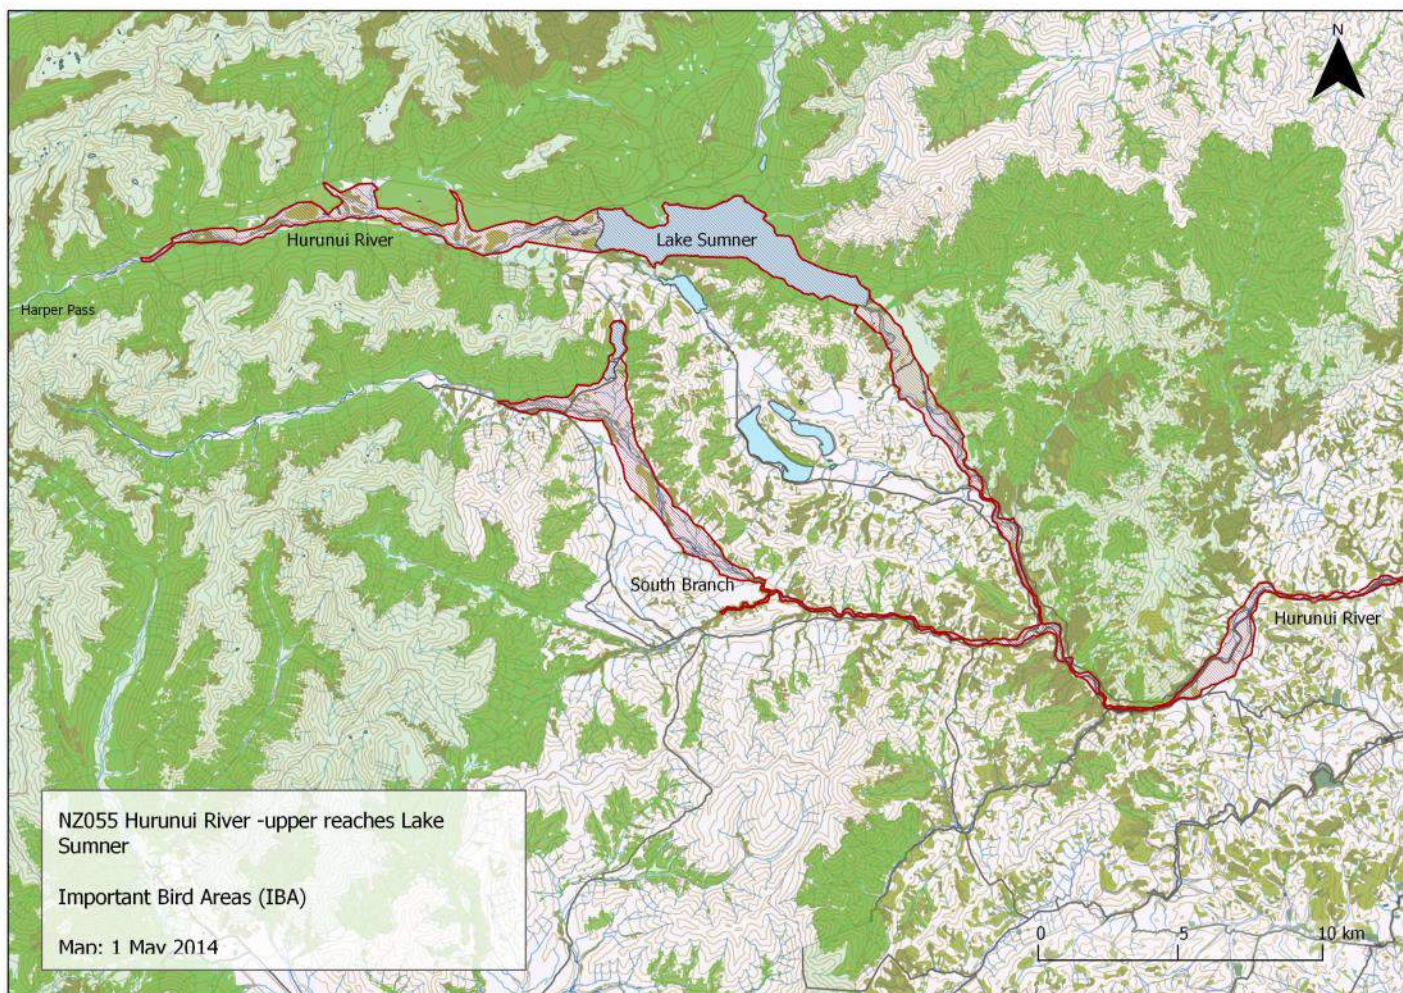 N
Hurunui River
Lake Sumner
Harper Pass
South Branch
Hurunui River
NZ055 Hurunui River -upper reaches Lake
Sumner
Important Bird Areas (IBA)
Map: 1 May 2014
0 5 10 km